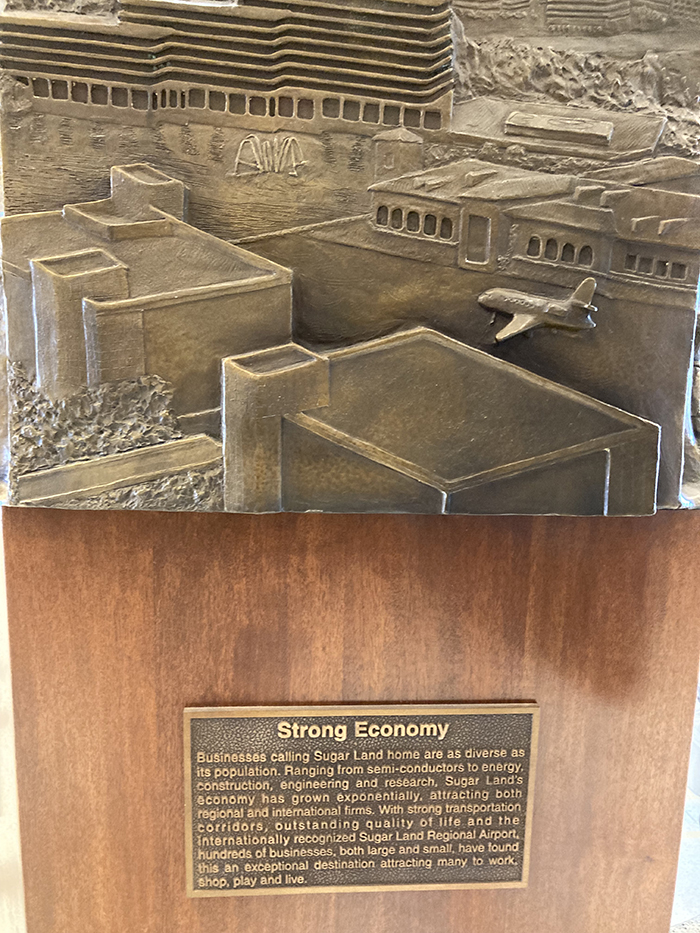 Strong Economy
Businesses calling Sugar Land home are as diverse as
its population. Ranging from semi-conductors to energy,
construction, engineering and research, Sugar Land's
economy has grown exponentially, attracting both
regional and international firms. With strong transportation
corridors, outstanding quality of life and the
internationally recognized Sugar Land Regional Airport,
hundreds of businesses, both large and small, have found
this an exceptional destination attracting many to work,
shop, play and live.